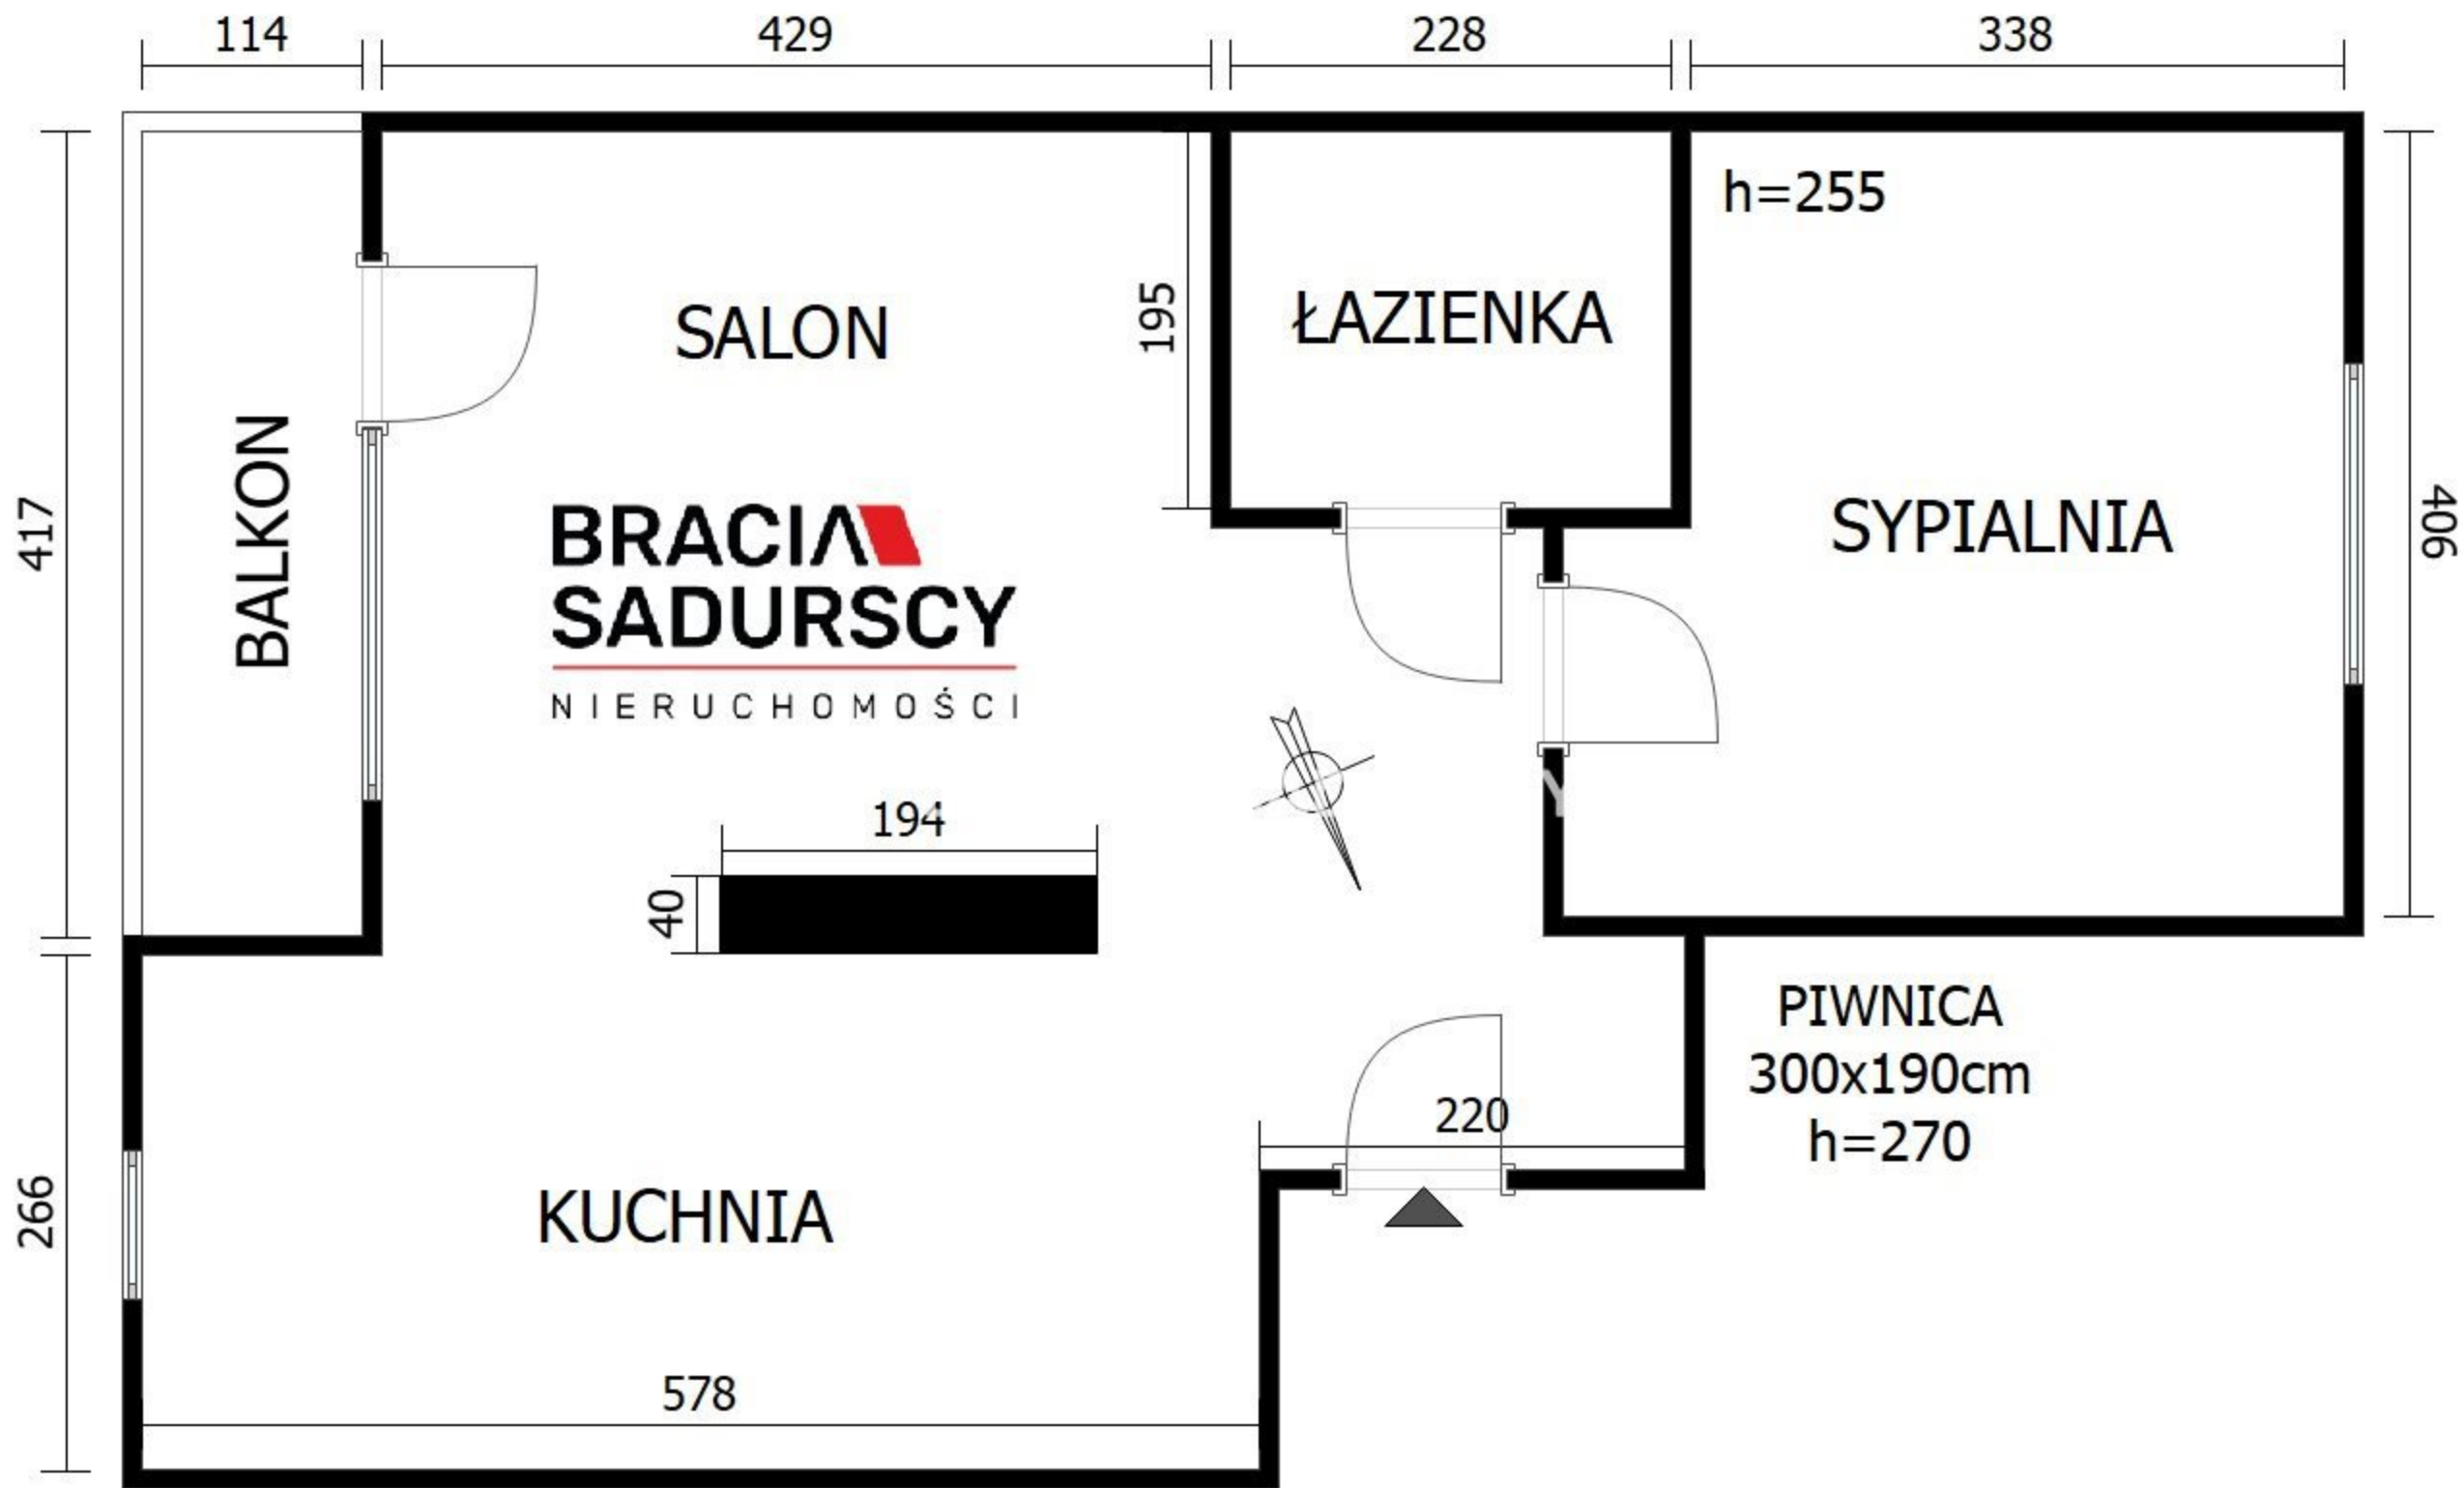 114
429
228
338
h=255
SALON
195
ŁAZIENKA
BALKON
417
BRACIA
SADURSCY
NIERUCHOMOŚCI
SYPIALNIA
406
194
40
PIWNICA
300x190cm
h=270
220
266
KUCHNIA
578